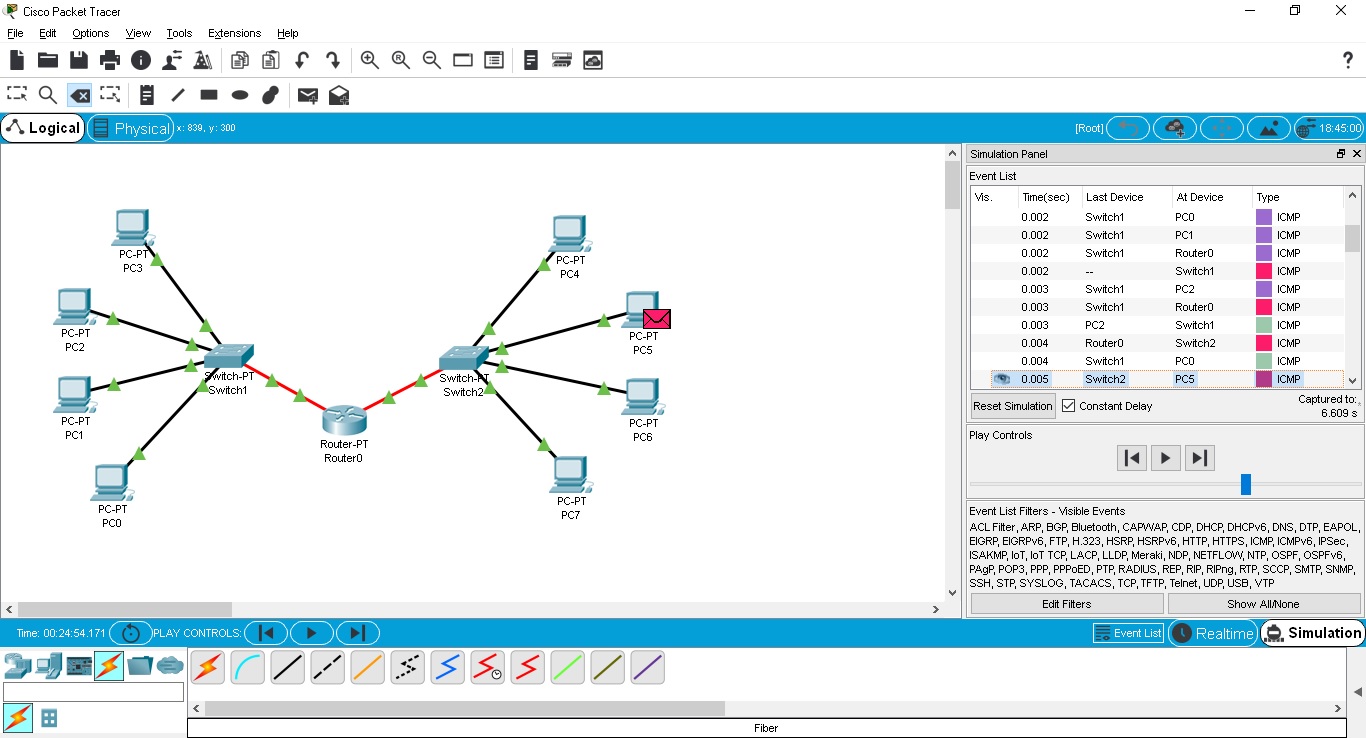 Cisco Packet Tracer
File Edit Options View Tools Extensions Help
?
Logical Physical x: 839, y: 300 [Root] 18:45:00
PC-PT
PC3
PC-PT
PC2
PC-PT
PC1
PC-PT
PC0
Switch-PT
Switch1
Router-PT
Router0
Switch-PT
Switch2
PC-PT
PC4
PC-PT
PC5
PC-PT
PC6
PC-PT
PC7
Simulation Panel
Event List
Vis. Time(sec) Last Device At Device Type
0.002 Switch1 PC0 ICMP
0.002 Switch1 PC1 ICMP
0.002 Switch1 Router0 ICMP
0.002 -- Switch1 ICMP
0.003 Switch1 PC2 ICMP
0.003 Switch1 Router0 ICMP
0.003 PC2 Switch1 ICMP
0.004 Router0 Switch2 ICMP
0.004 Switch1 PC0 ICMP
0.005 Switch2 PC5 ICMP
Reset Simulation Constant Delay Captured to:*
6.609 s
Play Controls
Event List Filters - Visible Events
ACL Filter, ARP, BGP, Bluetooth, CAPWAP, CDP, DHCP, DHCPv6, DNS, DTP, EAPOL,
EIGRP, EIGRPv6, FTP, H.323, HSRP, HSRPv6, HTTP, HTTPS, ICMP, ICMPv6, IPSec,
ISAKMP, IoT, IoT TCP, LACP, LLDP, Meraki, NDP, NETFLOW, NTP, OSPF, OSPFv6,
PAgP, POP3, PPP, PPPoED, PTP, RADIUS, REP, RIP, RIPng, RTP, SCCP, SMTP, SNMP,
SSH, STP, SYSLOG, TACACS, TCP, TFTP, Telnet, UDP, USB, VTP
Edit Filters Show All/None
Time: 00:24:54.171 PLAY CONTROLS: Event List Realtime Simulation
Fiber